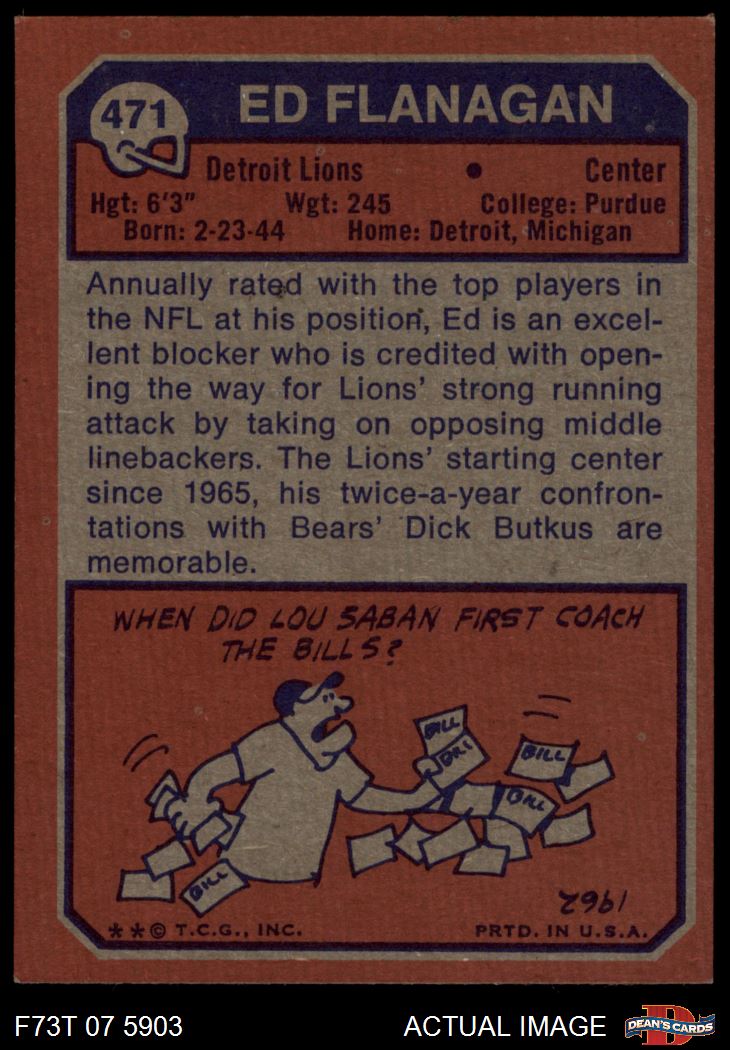 471
ED FLANAGAN
Detroit Lions • Center
Hgt: 6'3" Wgt: 245 College: Purdue
Born: 2-23-44 Home: Detroit, Michigan
Annually rated with the top players in
the NFL at his position, Ed is an excel-
lent blocker who is credited with open-
ing the way for Lions' strong running
attack by taking on opposing middle
linebackers. The Lions' starting center
since 1965, his twice-a-year confron-
tations with Bears' Dick Butkus are
memorable.
WHEN DID LOU SABAN FIRST COACH
THE BILLS?
BILL
BILL
BILL
BILL
BILL
1962
**© T.C.G., INC. PRTD. IN U.S.A.
F73T 07 5903 ACTUAL IMAGE
D
DEAN'S CARDS